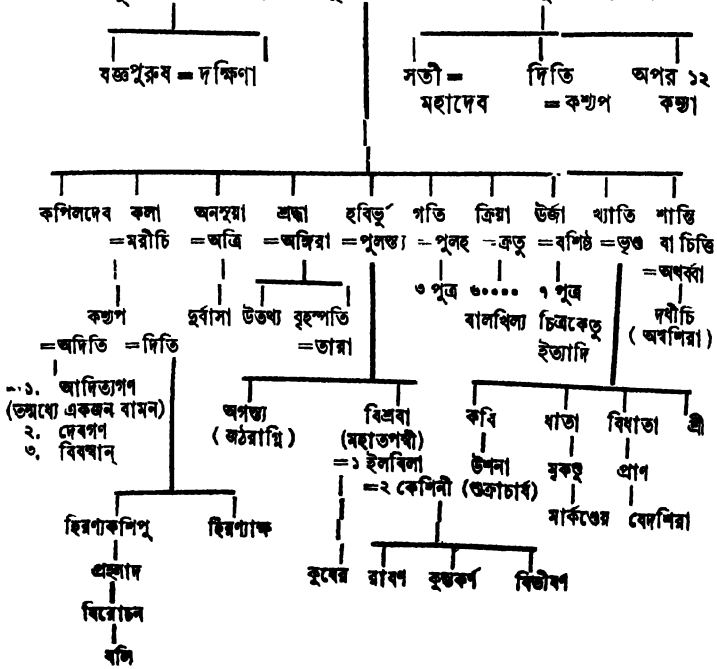 যজ্ঞপুরুষ = দক্ষিণা
সতী = দিতি অপর ১২
মহাদেব = কশ্যপ কন্যা
কপিলদেব কলা অনসূয়া শ্রদ্ধা হবির্ভূ গতি ক্রিয়া ঊর্জা খ্যাতি শান্তি
=মরীচি =অত্রি =অঙ্গিরা =পুলস্ত্য =পুলহ =ক্রতু =বশিষ্ঠ =ভৃগু বা চিত্তি
=অথর্ব্বা
৩ পুত্র ৬০.... ৭ পুত্র
কশ্যপ দুর্বাসা উতথ্য বৃহস্পতি বালখিল্য চিত্রকেতু দধীচি
=অদিতি =দিতি =তারা ইত্যাদি (অশ্বশিরা)
১. আদিত্যগণ
(তন্মধ্যে একজন বামন)
২. দেবগণ
৩. বিবস্বান্
অগস্ত্য বিশ্রবা কবি ধাতা বিধাতা শ্রী
(জঠরাগ্নি) (মহাতপস্বী)
=১ ইলবিলা উশনা মৃকণ্ডু প্রাণ
=২ কেশিনী (শুক্রাচার্য)
মার্কণ্ডেয় বেদশিরা
হিরণ্যকশিপু হিরণ্যাক্ষ
প্রহ্লাদ কুবের রাবণ কুম্ভকর্ণ বিভীষণ
বিরোচন
বলি